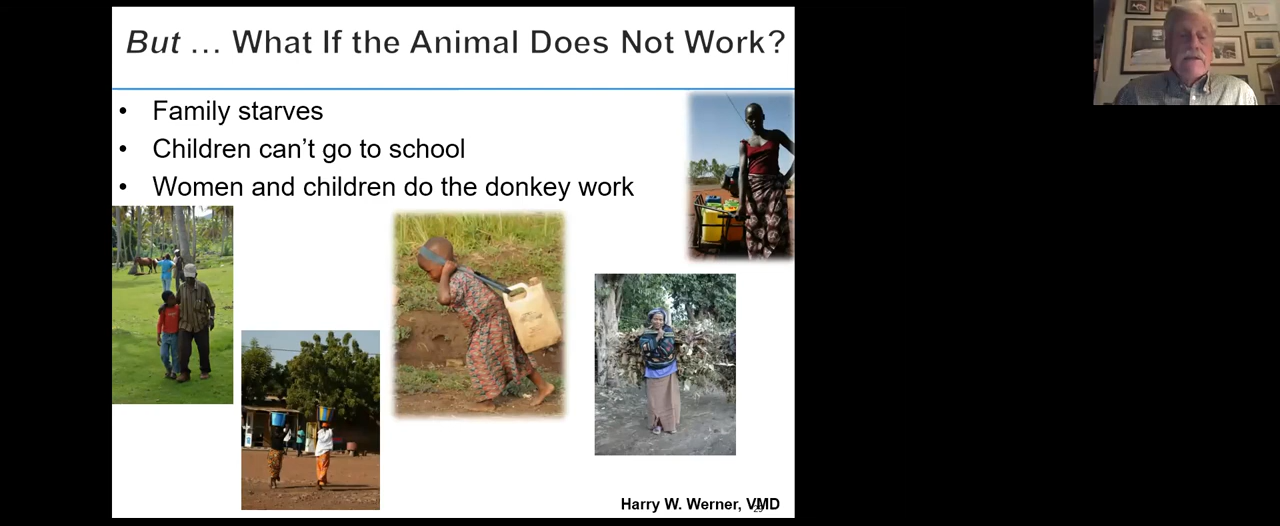 But … What If the Animal Does Not Work?
• Family starves
• Children can’t go to school
• Women and children do the donkey work
Harry W. Werner, VMD